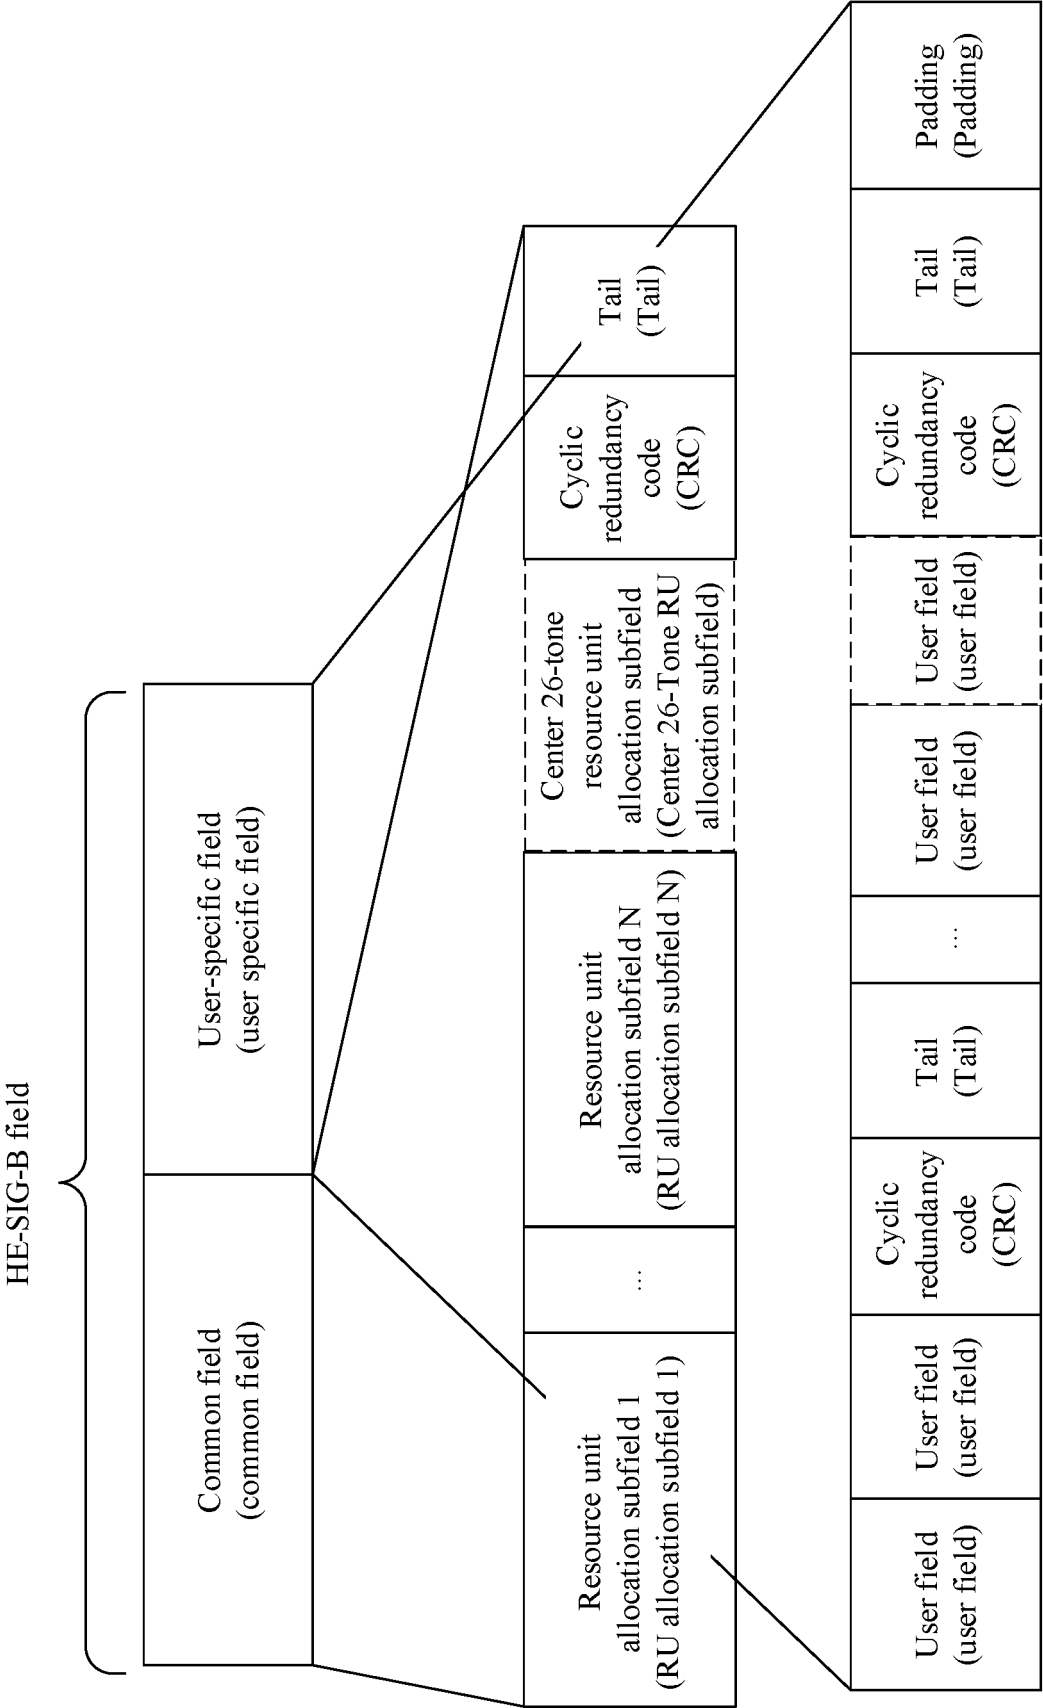 HE-SIG-B field
Common field
(common field)
User-specific field
(user specific field)
Resource unit
allocation subfield 1
(RU allocation subfield 1)
...
Resource unit
allocation subfield N
(RU allocation subfield N)
Center 26-tone
resource unit
allocation subfield
(Center 26-Tone RU
allocation subfield)
Cyclic
redundancy
code
(CRC)
Tail
(Tail)
User field
(user field)
User field
(user field)
Cyclic
redundancy
code
(CRC)
Tail
(Tail)
...
User field
(user field)
User field
(user field)
Cyclic
redundancy
code
(CRC)
Tail
(Tail)
Padding
(Padding)